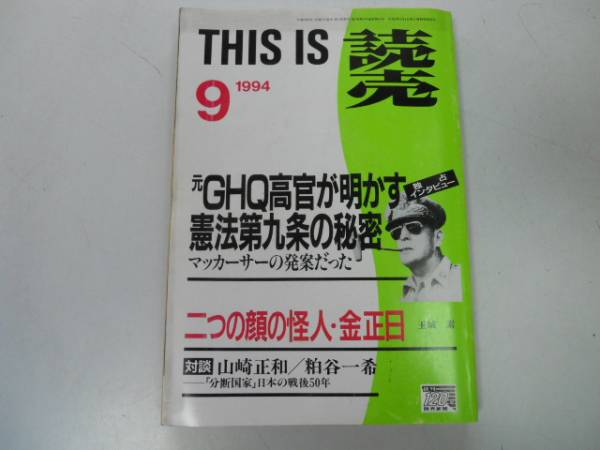 THIS IS 読売
9 1994
独占
インタビュー
元GHQ高官が明かす
憲法第九条の秘密
マッカーサーの発案だった
二つの顔の怪人・金正日
対談 山崎正和／粕谷一希
──「分断国家」日本の戦後50年
120